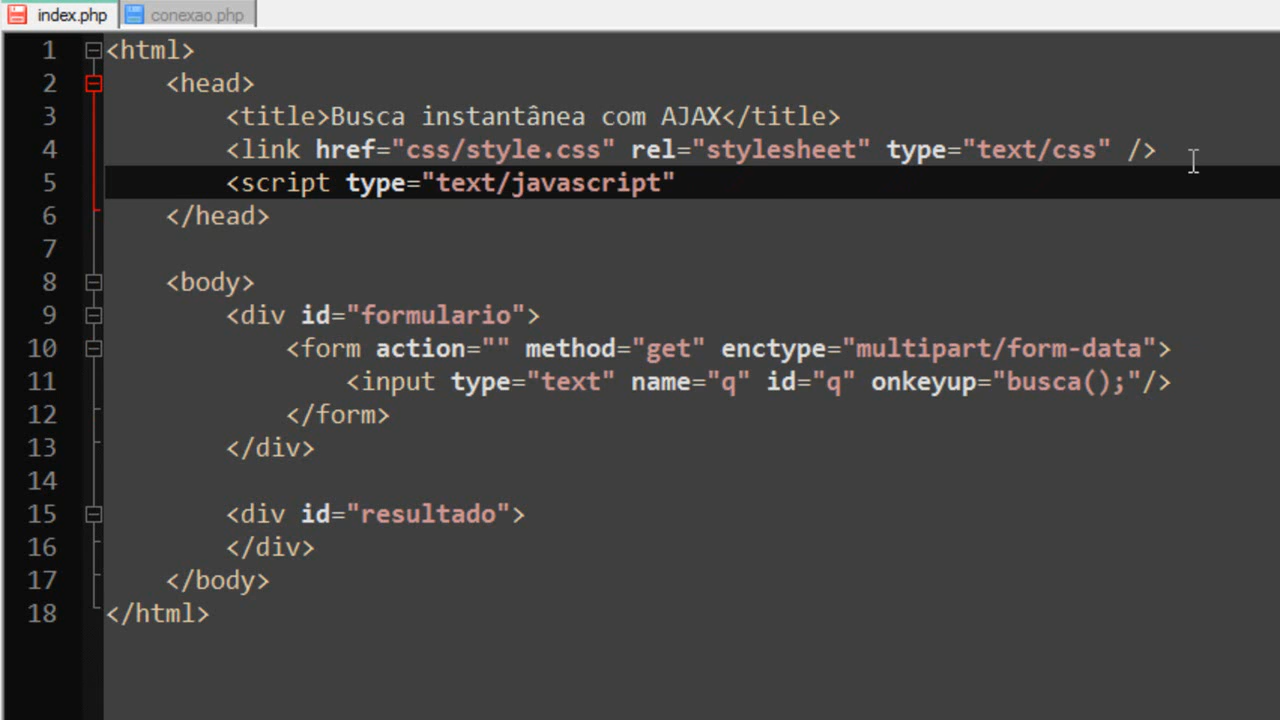 index.php conexao.php
1 <html>
2 <head>
3 <title>Busca instantânea com AJAX</title>
4 <link href="css/style.css" rel="stylesheet" type="text/css" />
5 <script type="text/javascript"
6 </head>
7
8 <body>
9 <div id="formulario">
10 <form action="" method="get" enctype="multipart/form-data">
11 <input type="text" name="q" id="q" onkeyup="busca();"/>
12 </form>
13 </div>
14
15 <div id="resultado">
16 </div>
17 </body>
18 </html>